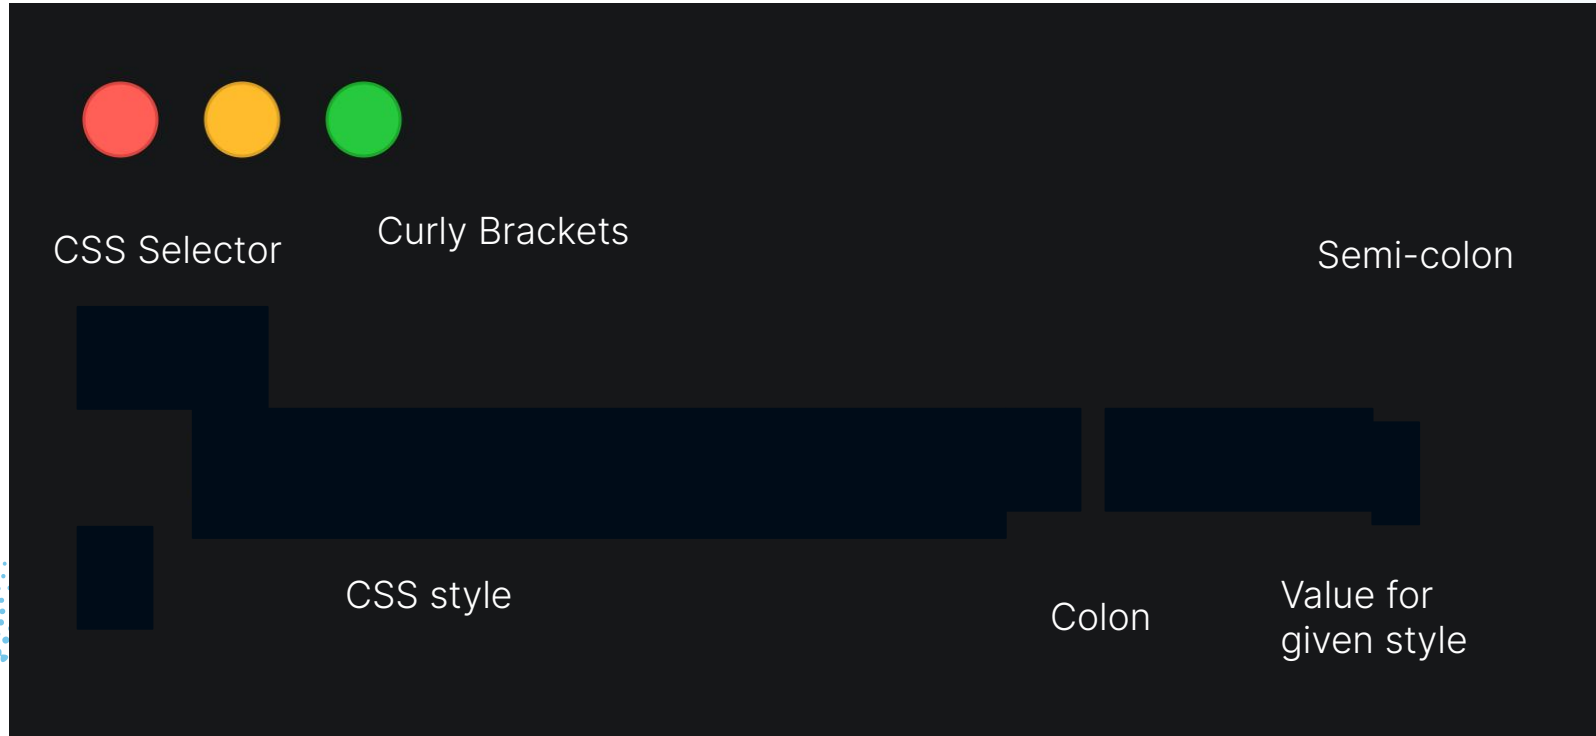 CSS Selector
Curly Brackets
Semi-colon
CSS style
Colon
Value for
given style